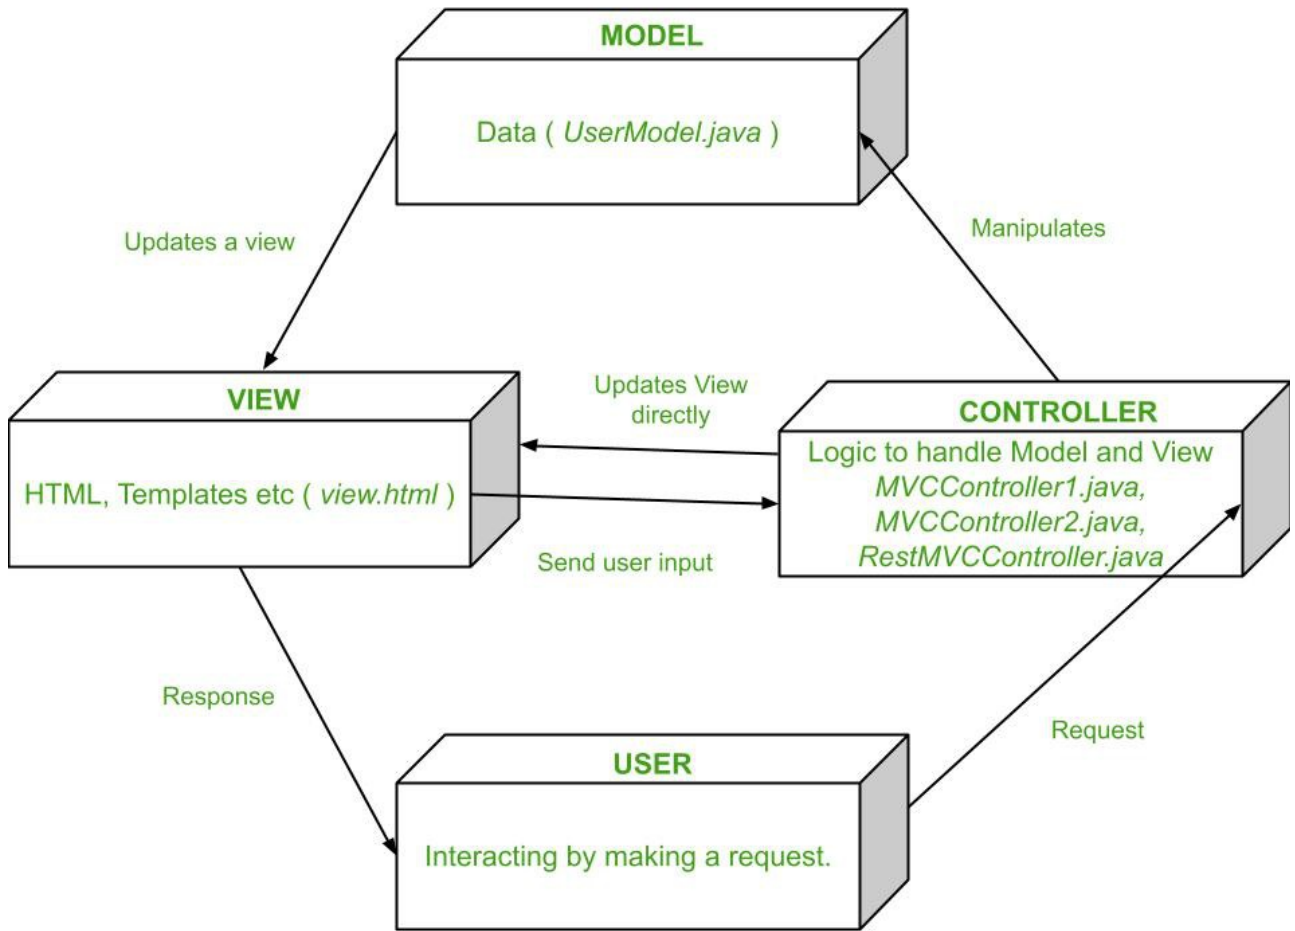 MODEL
Data ( UserModel.java )
Updates a view
Manipulates
VIEW
HTML, Templates etc ( view.html )
Updates View
directly
Send user input
CONTROLLER
Logic to handle Model and View
MVCController1.java,
MVCController2.java,
RestMVCController.java
Response
Request
USER
Interacting by making a request.